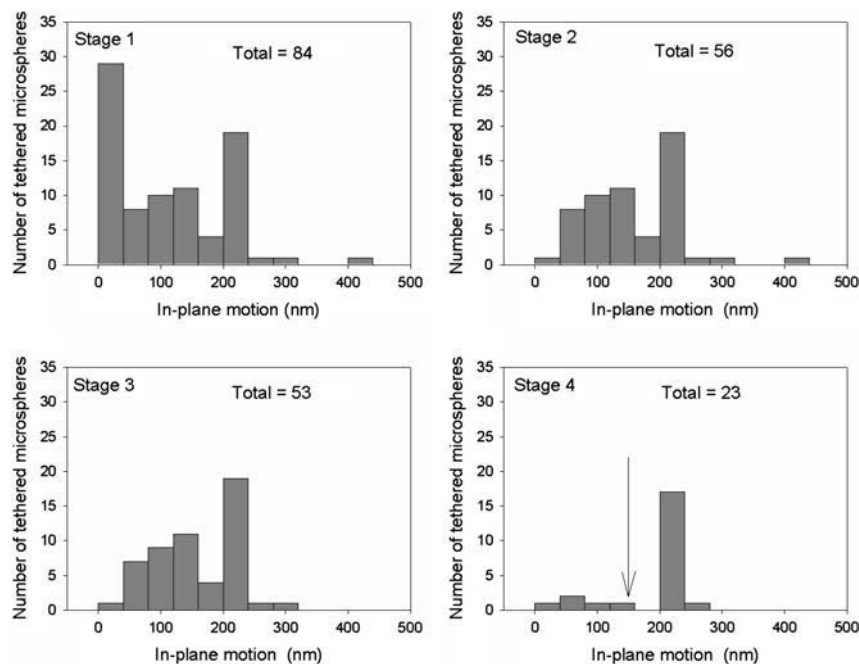 Number of tethered microspheres
35
30
25
20
15
10
5
0
Stage 1
Total = 84
0 100 200 300 400 500
In-plane motion (nm)
Number of tethered microspheres
35
30
25
20
15
10
5
0
Stage 2
Total = 56
0 100 200 300 400 500
In-plane motion (nm)
Number of tethered microspheres
35
30
25
20
15
10
5
0
Stage 3
Total = 53
0 100 200 300 400 500
In-plane motion (nm)
Number of tethered microspheres
35
30
25
20
15
10
5
0
Stage 4
Total = 23
0 100 200 300 400 500
In-plane motion (nm)